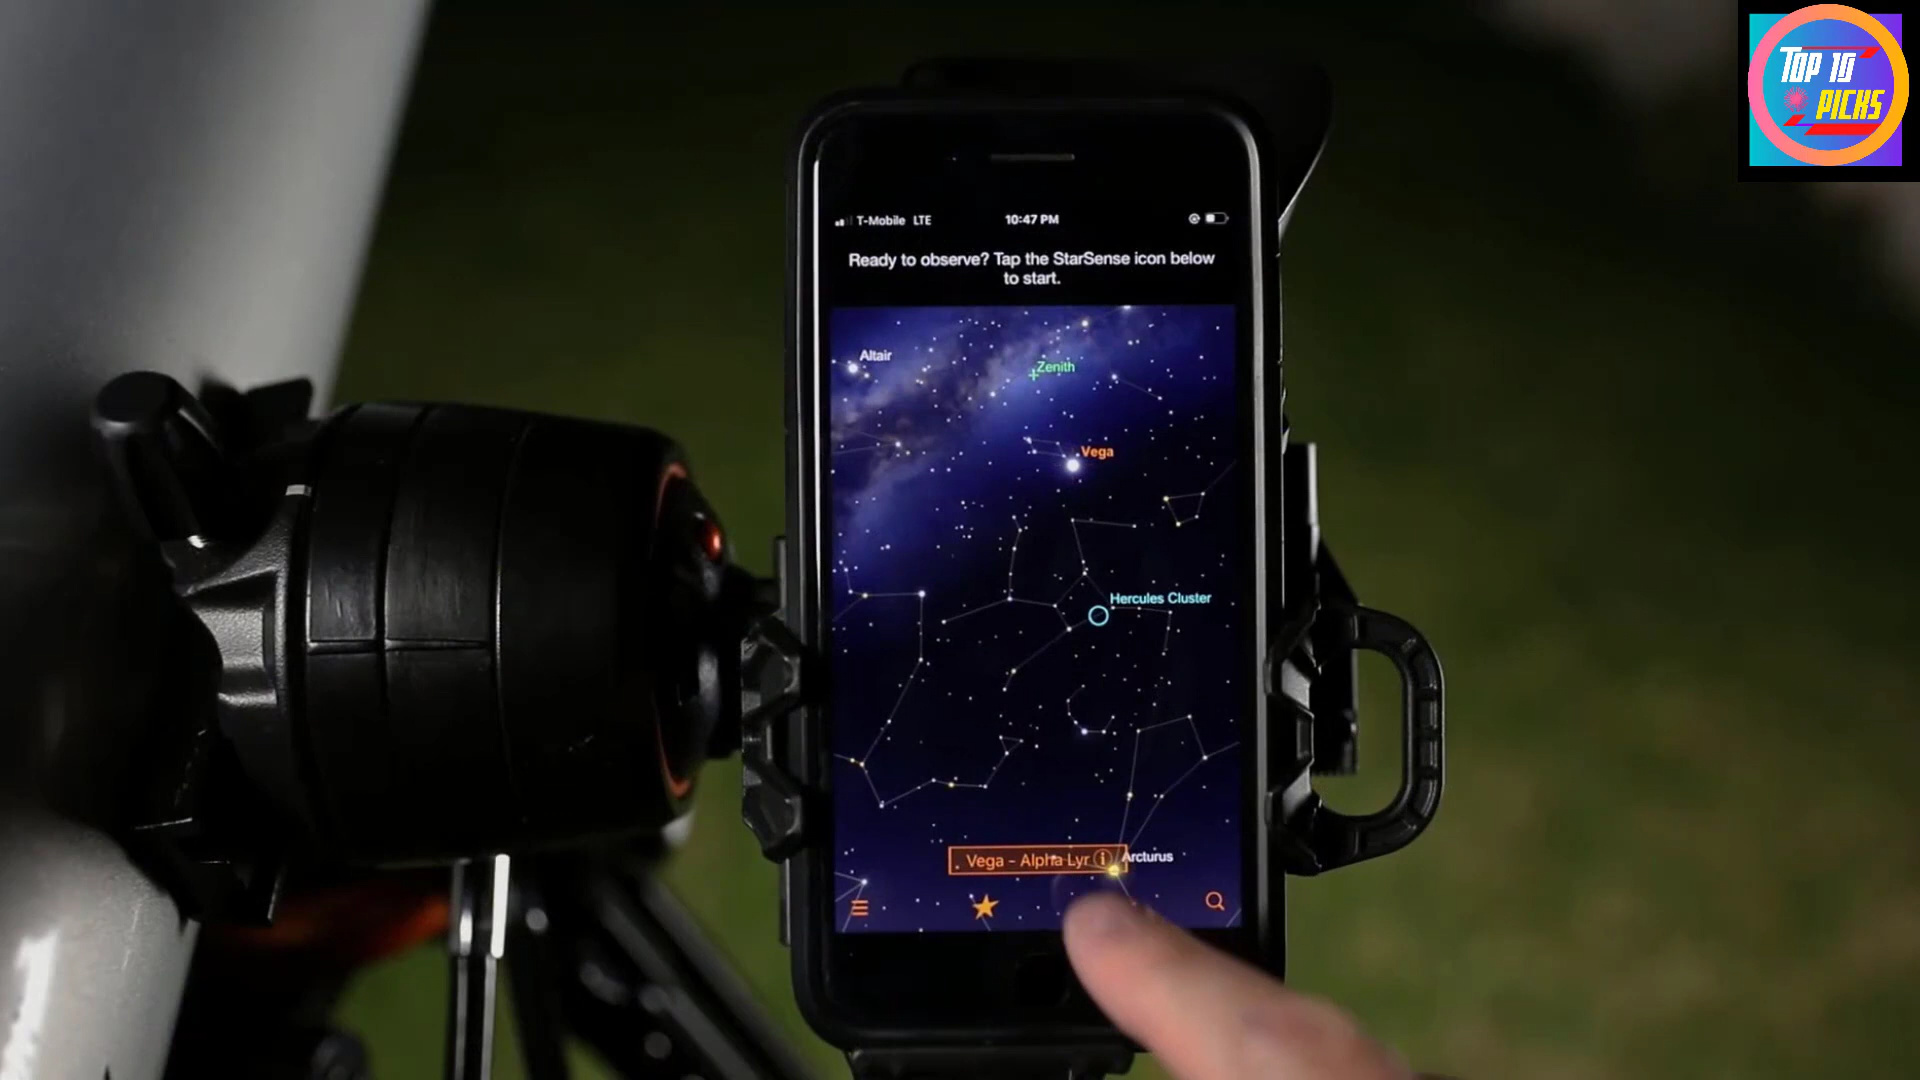 TOP 10
PICKS
T-Mobile LTE
10:47 PM
Ready to observe? Tap the StarSense icon below
to start.
Altair
Zenith
Vega
Hercules Cluster
Vega - Alpha Lyr
Arcturus